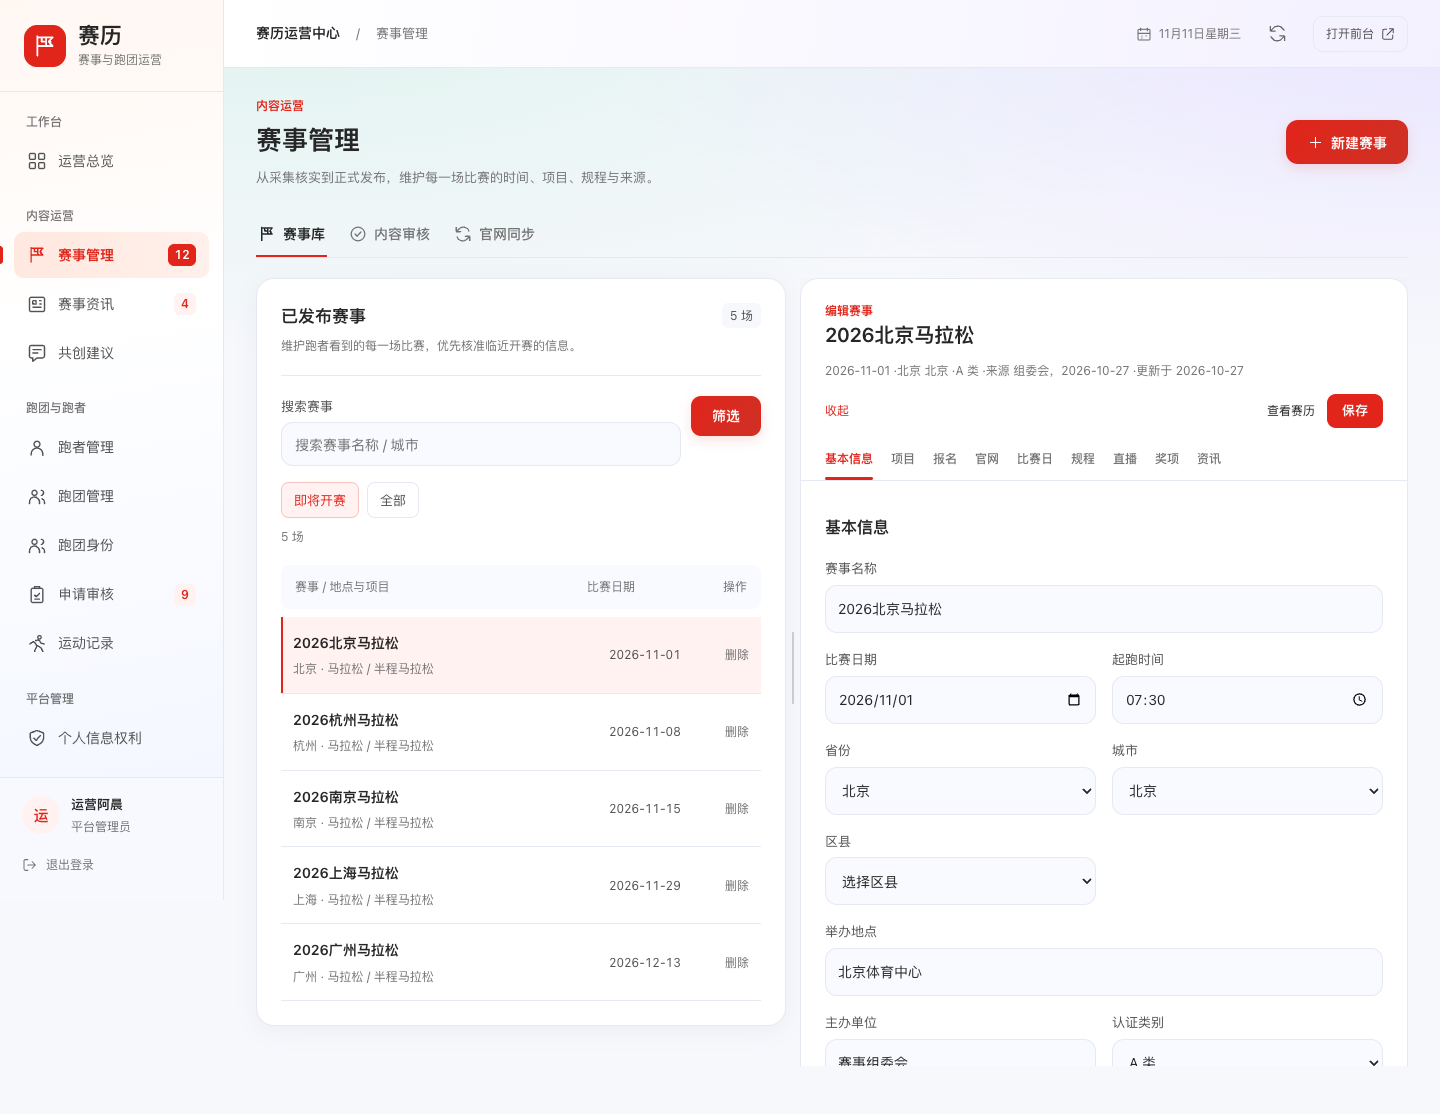 赛历
赛事与跑团运营
工作台
运营总览
内容运营
赛事管理 12
赛事资讯 4
共创建议
跑团与跑者
跑者管理
跑团管理
跑团身份
申请审核 9
运动记录
平台管理
个人信息权利
运
运营阿晨
平台管理员
退出登录
赛历运营中心 / 赛事管理
11月11日星期三
打开前台
内容运营
赛事管理
从采集核实到正式发布，维护每一场比赛的时间、项目、规程与来源。
新建赛事
赛事库 内容审核 官网同步
已发布赛事 5 场
维护跑者看到的每一场比赛，优先核准临近开赛的信息。
搜索赛事
搜索赛事名称 / 城市
筛选
即将开赛 全部
5 场
赛事 / 地点与项目 比赛日期 操作
2026北京马拉松
北京 · 马拉松 / 半程马拉松
2026-11-01 删除
2026杭州马拉松
杭州 · 马拉松 / 半程马拉松
2026-11-08 删除
2026南京马拉松
南京 · 马拉松 / 半程马拉松
2026-11-15 删除
2026上海马拉松
上海 · 马拉松 / 半程马拉松
2026-11-29 删除
2026广州马拉松
广州 · 马拉松 / 半程马拉松
2026-12-13 删除
编辑赛事
2026北京马拉松
2026-11-01 ·北京 北京 ·A 类 ·来源 组委会，2026-10-27 ·更新于 2026-10-27
收起 查看赛历 保存
基本信息 项目 报名 官网 比赛日 规程 直播 奖项 资讯
基本信息
赛事名称
2026北京马拉松
比赛日期 起跑时间
2026/11/01 07:30
省份 城市
北京 北京
区县
选择区县
举办地点
北京体育中心
主办单位 认证类别
赛事组委会 A 类